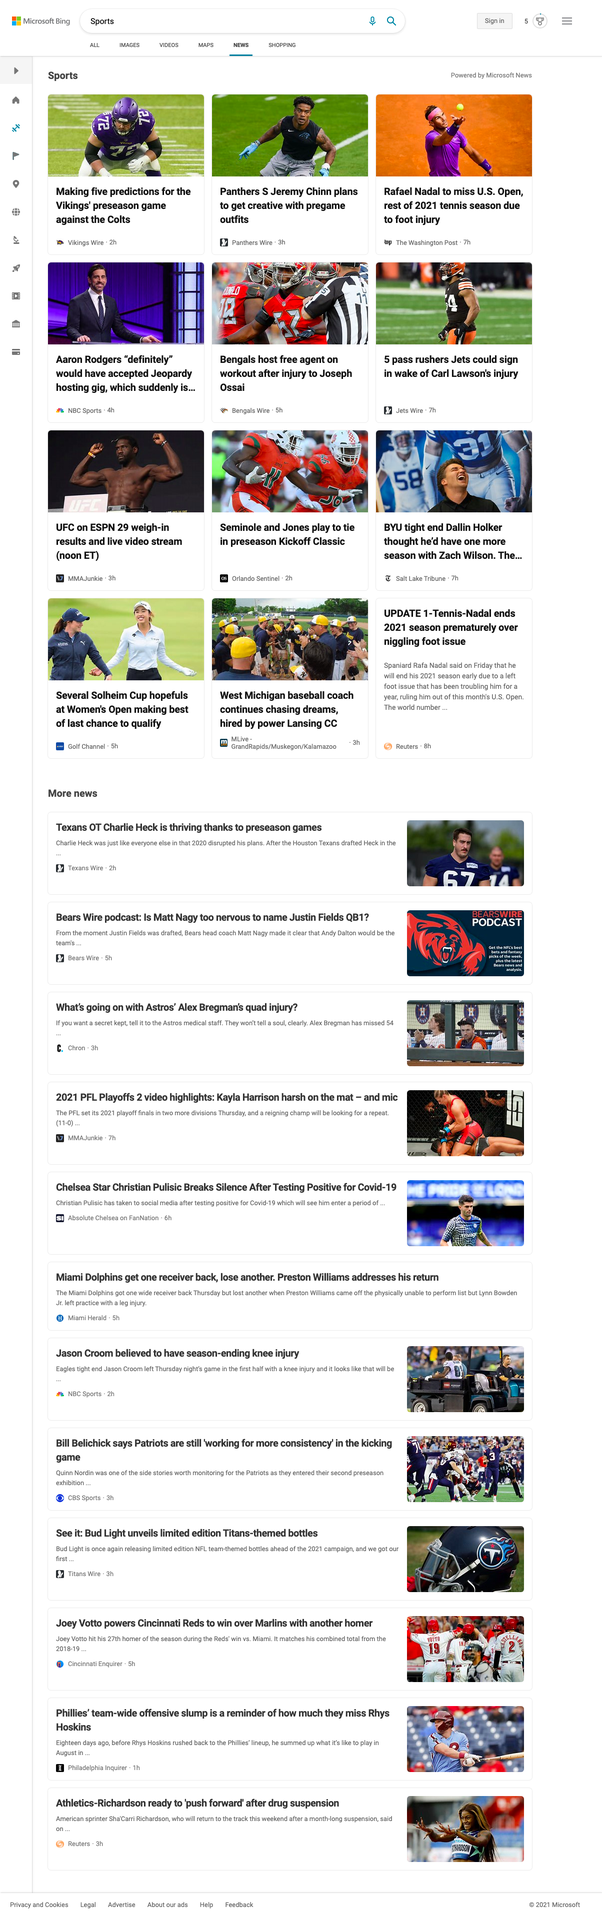 Microsoft Bing
Sports
Sign in
5
ALL IMAGES VIDEOS MAPS NEWS SHOPPING
Sports
Powered by Microsoft News
Making five predictions for the
Vikings' preseason game
against the Colts
Vikings Wire · 2h
Panthers S Jeremy Chinn plans
to get creative with pregame
outfits
Panthers Wire · 3h
Rafael Nadal to miss U.S. Open,
rest of 2021 tennis season due
to foot injury
The Washington Post · 7h
Aaron Rodgers “definitely”
would have accepted Jeopardy
hosting gig, which suddenly is...
NBC Sports · 4h
Bengals host free agent on
workout after injury to Joseph
Ossai
Bengals Wire · 5h
5 pass rushers Jets could sign
in wake of Carl Lawson's injury
Jets Wire · 7h
UFC on ESPN 29 weigh-in
results and live video stream
(noon ET)
MMAJunkie · 3h
Seminole and Jones play to tie
in preseason Kickoff Classic
Orlando Sentinel · 2h
BYU tight end Dallin Holker
thought he’d have one more
season with Zach Wilson. The...
Salt Lake Tribune · 7h
Several Solheim Cup hopefuls
at Women's Open making best
of last chance to qualify
Golf Channel · 5h
West Michigan baseball coach
continues chasing dreams,
hired by power Lansing CC
MLive -
GrandRapids/Muskegon/Kalamazoo · 3h
UPDATE 1-Tennis-Nadal ends
2021 season prematurely over
niggling foot issue
Spaniard Rafa Nadal said on Friday that he
will end his 2021 season early due to a left
foot issue that has been troubling him for a
year, ruling him out of this month's U.S. Open.
The world number ...
Reuters · 8h
More news
Texans OT Charlie Heck is thriving thanks to preseason games
Charlie Heck was just like everyone else in that 2020 disrupted his plans. After the Houston Texans drafted Heck in the
...
Texans Wire · 2h
67
Bears Wire podcast: Is Matt Nagy too nervous to name Justin Fields QB1?
From the moment Justin Fields was drafted, Bears head coach Matt Nagy made it clear that Andy Dalton would be the
team's ...
Bears Wire · 5h
BEARSWIRE
PODCAST
Get the NFL's best
bets and fantasy
picks of the week,
plus the latest
Bears news and
analysis.
What’s going on with Astros’ Alex Bregman’s quad injury?
If you want a secret kept, tell it to the Astros medical staff. They won't tell a soul, clearly. Alex Bregman has missed 54
...
Chron · 3h
2021 PFL Playoffs 2 video highlights: Kayla Harrison harsh on the mat – and mic
The PFL set its 2021 playoff finals in two more divisions Thursday, and a reigning champ will be looking for a repeat.
(11-0) ...
MMAJunkie · 7h
Chelsea Star Christian Pulisic Breaks Silence After Testing Positive for Covid-19
Christian Pulisic has taken to social media after testing positive for Covid-19 which will see him enter a period of ...
Absolute Chelsea on FanNation · 6h
Miami Dolphins get one receiver back, lose another. Preston Williams addresses his return
The Miami Dolphins got one wide receiver back Thursday but lost another when Preston Williams came off the physically unable to perform list but Lynn Bowden
Jr. left practice with a leg injury.
Miami Herald · 5h
Jason Croom believed to have season-ending knee injury
Eagles tight end Jason Croom left Thursday night's game in the first half with a knee injury and it looks like that will be
...
NBC Sports · 2h
Bill Belichick says Patriots are still 'working for more consistency' in the kicking
game
Quinn Nordin was one of the side stories worth monitoring for the Patriots as they entered their second preseason
exhibition ...
CBS Sports · 3h
See it: Bud Light unveils limited edition Titans-themed bottles
Bud Light is once again releasing limited edition NFL team-themed bottles ahead of the 2021 campaign, and we got our
first ...
Titans Wire · 3h
Joey Votto powers Cincinnati Reds to win over Marlins with another homer
Joey Votto hit his 27th homer of the season during the Reds' win vs. Miami. It matches his combined total from the
2018-19 ...
Cincinnati Enquirer · 5h
Phillies’ team-wide offensive slump is a reminder of how much they miss Rhys
Hoskins
Eighteen days ago, before Rhys Hoskins rushed back to the Phillies' lineup, he summed up what it's like to play in
August in ...
Philadelphia Inquirer · 1h
Athletics-Richardson ready to 'push forward' after drug suspension
American sprinter Sha'Carri Richardson, who will return to the track this weekend after a month-long suspension, said
on ...
Reuters · 3h
Privacy and Cookies Legal Advertise About our ads Help Feedback
© 2021 Microsoft